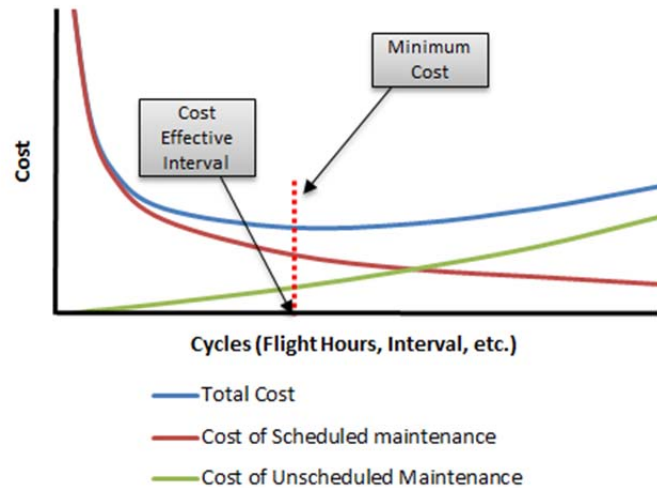 Minimum
Cost
Cost
Effective
Interval
Cost
Cycles (Flight Hours, Interval, etc.)
Total Cost
Cost of Scheduled maintenance
Cost of Unscheduled Maintenance